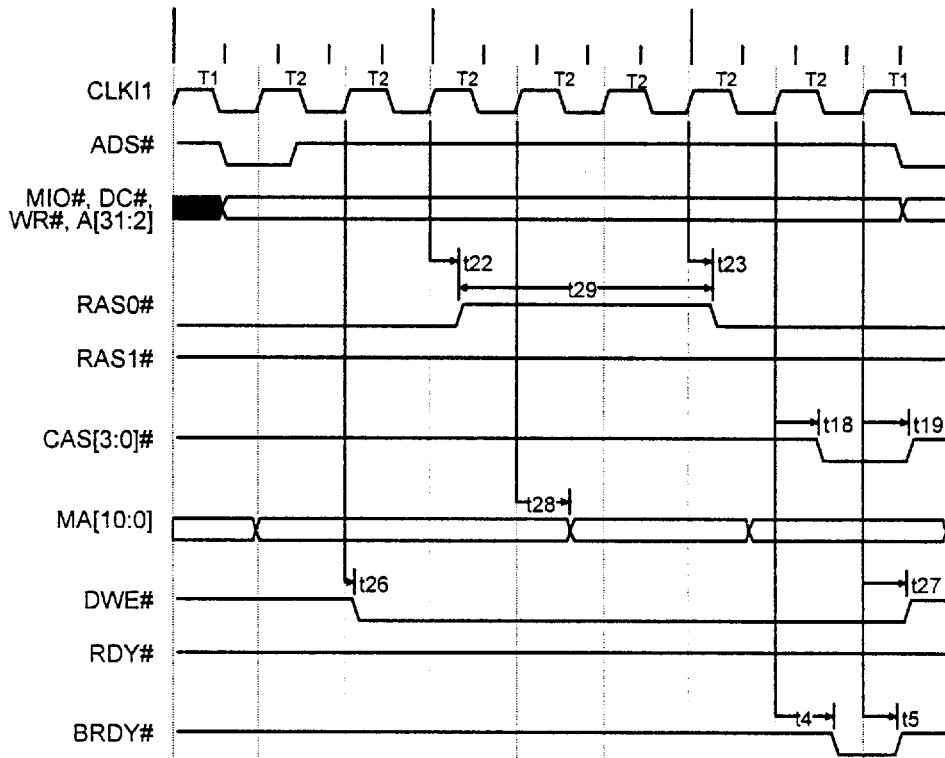 T1 T2 T2 T2 T2 T2 T2 T2 T1
CLKI1
ADS#
MIO#, DC#,
WR#, A[31:2]
t22 t23
t29
RAS0#
RAS1#
CAS[3:0]# t18 t19
t28
MA[10:0]
t26 t27
DWE#
RDY#
t4 t5
BRDY#